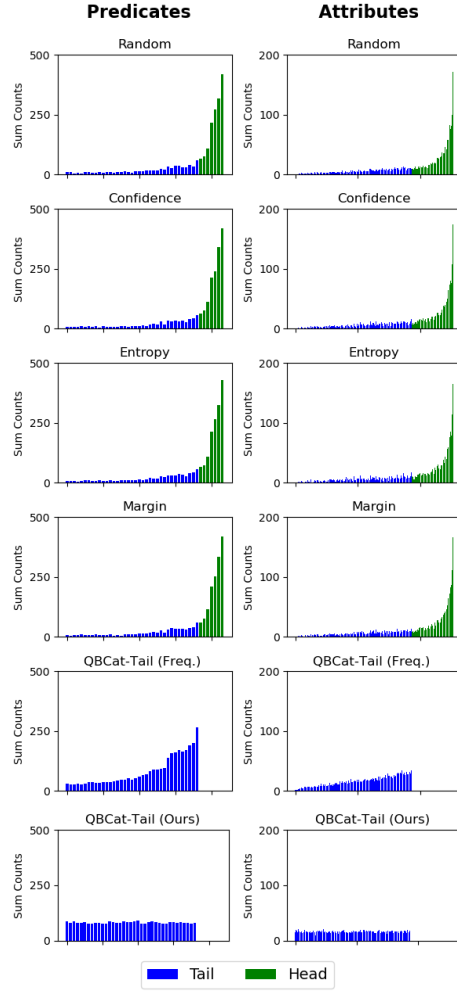 Predicates Attributes
Random Random
500 200
250 100
0 0
Sum Counts Sum Counts
Confidence Confidence
500 200
250 100
0 0
Sum Counts Sum Counts
Entropy Entropy
500 200
250 100
0 0
Sum Counts Sum Counts
Margin Margin
500 200
250 100
0 0
Sum Counts Sum Counts
QBCat-Tail (Freq.) QBCat-Tail (Freq.)
500 200
250 100
0 0
Sum Counts Sum Counts
QBCat-Tail (Ours) QBCat-Tail (Ours)
500 200
250 100
0 0
Sum Counts Sum Counts
Tail Head